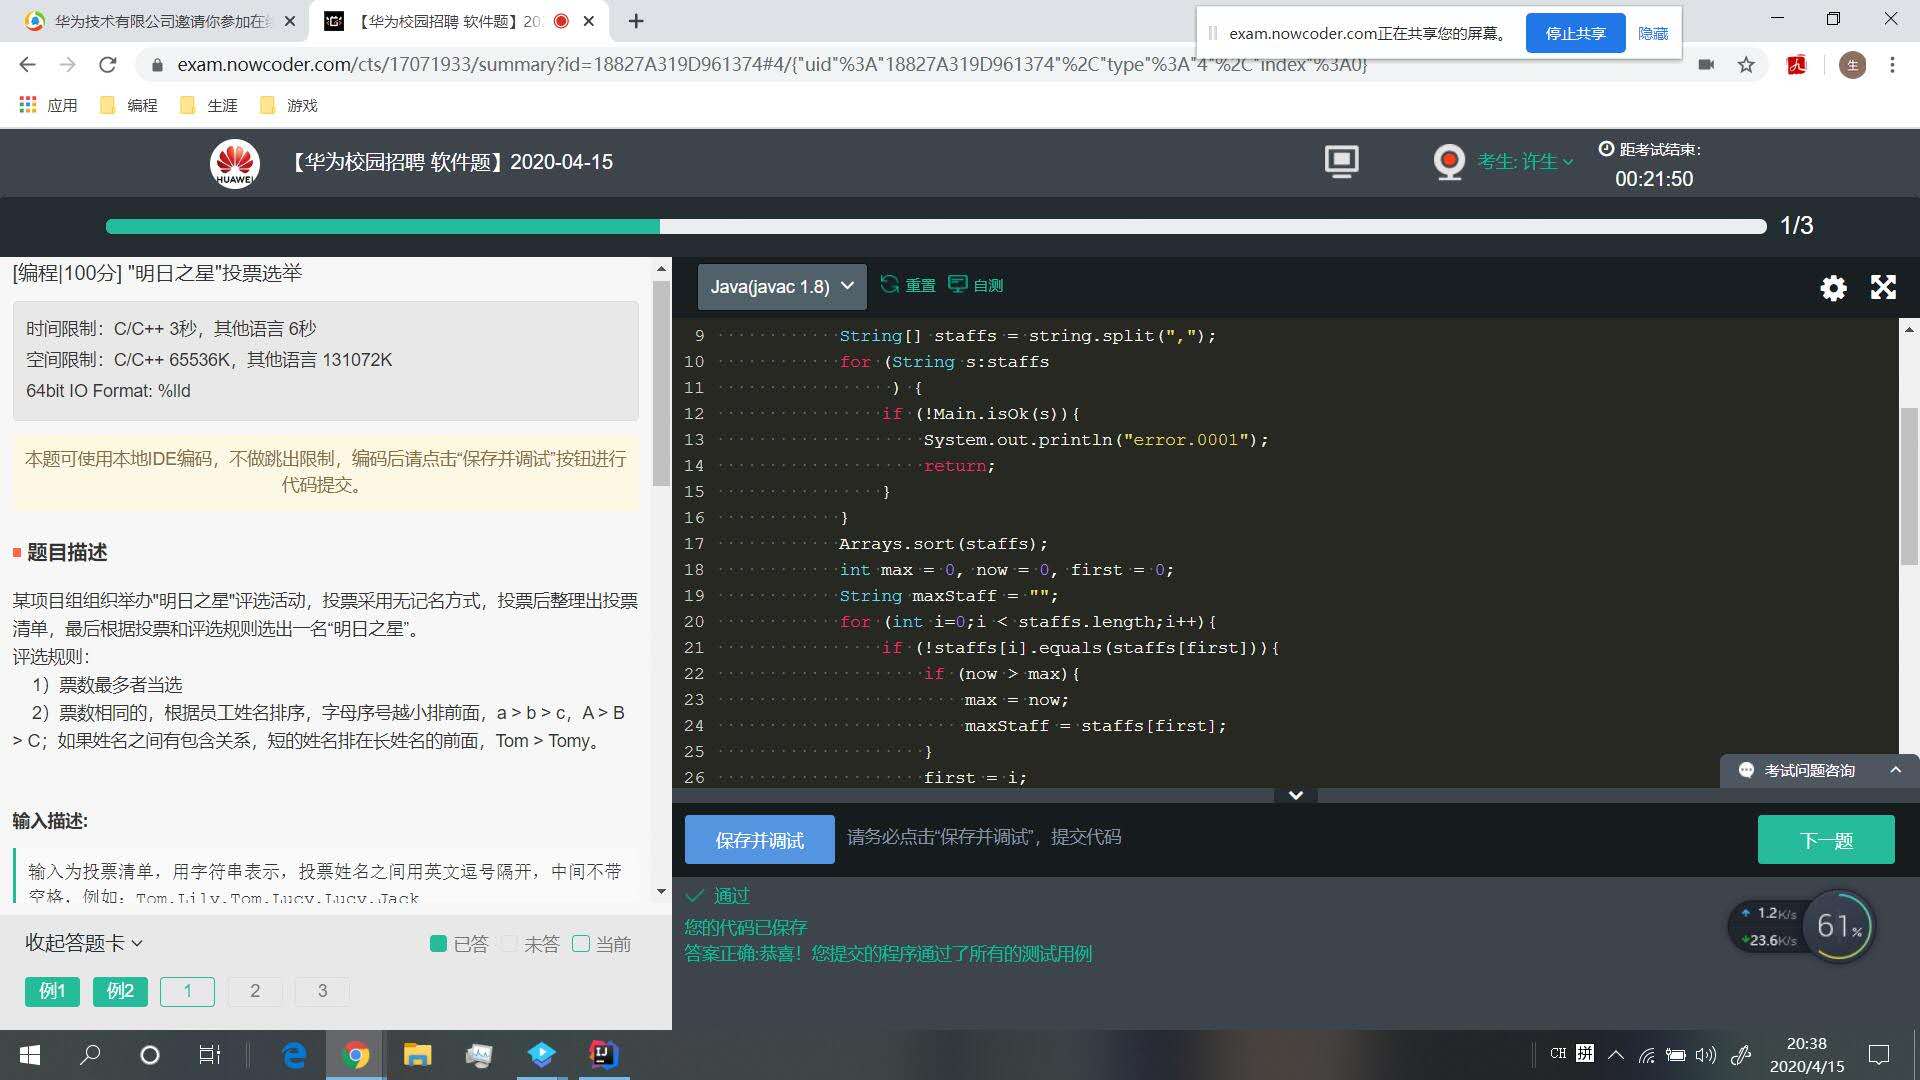 华为技术有限公司邀请你参加在
【华为校园招聘 软件题】20
exam.nowcoder.com正在共享您的屏幕。
停止共享
隐藏
exam.nowcoder.com/cts/17071933/summary?id=18827A319D961374#4/{"uid"%3A"18827A319D961374"%2C"type"%3A"4"%2C"index"%3A0}
生
应用
编程
生涯
游戏
HUAWEI
【华为校园招聘 软件题】2020-04-15
考生: 许生
距考试结束:
00:21:50
1/3
[编程|100分] "明日之星"投票选举
时间限制：C/C++ 3秒，其他语言 6秒
空间限制：C/C++ 65536K，其他语言 131072K
64bit IO Format: %lld
本题可使用本地IDE编码，不做跳出限制，编码后请点击“保存并调试”按钮进行
代码提交。
题目描述
某项目组组织举办"明日之星"评选活动，投票采用无记名方式，投票后整理出投票
清单，最后根据投票和评选规则选出一名“明日之星”。
评选规则：
1）票数最多者当选
2）票数相同的，根据员工姓名排序，字母序号越小排前面，a > b > c，A > B
> C；如果姓名之间有包含关系，短的姓名排在长姓名的前面，Tom > Tomy。
输入描述:
输入为投票清单，用字符串表示，投票姓名之间用英文逗号隔开，中间不带
空格，例如：Tom,Lily,Tom,Lucy,Lucy,Jack
收起答题卡
已答
未答
当前
例1
例2
1
2
3
Java(javac 1.8)
重置
自测
9 String[] staffs = string.split(",");
10 for (String s:staffs
11 ) {
12 if (!Main.isOk(s)){
13 System.out.println("error.0001");
14 return;
15 }
16 }
17 Arrays.sort(staffs);
18 int max = 0, now = 0, first = 0;
19 String maxStaff = "";
20 for (int i=0;i < staffs.length;i++){
21 if (!staffs[i].equals(staffs[first])){
22 if (now > max){
23 max = now;
24 maxStaff = staffs[first];
25 }
26 first = i;
考试问题咨询
保存并调试
请务必点击“保存并调试”，提交代码
下一题
通过
您的代码已保存
答案正确:恭喜！您提交的程序通过了所有的测试用例
1.2K/s
23.6K/s
61%
CH
拼
20:38
2020/4/15